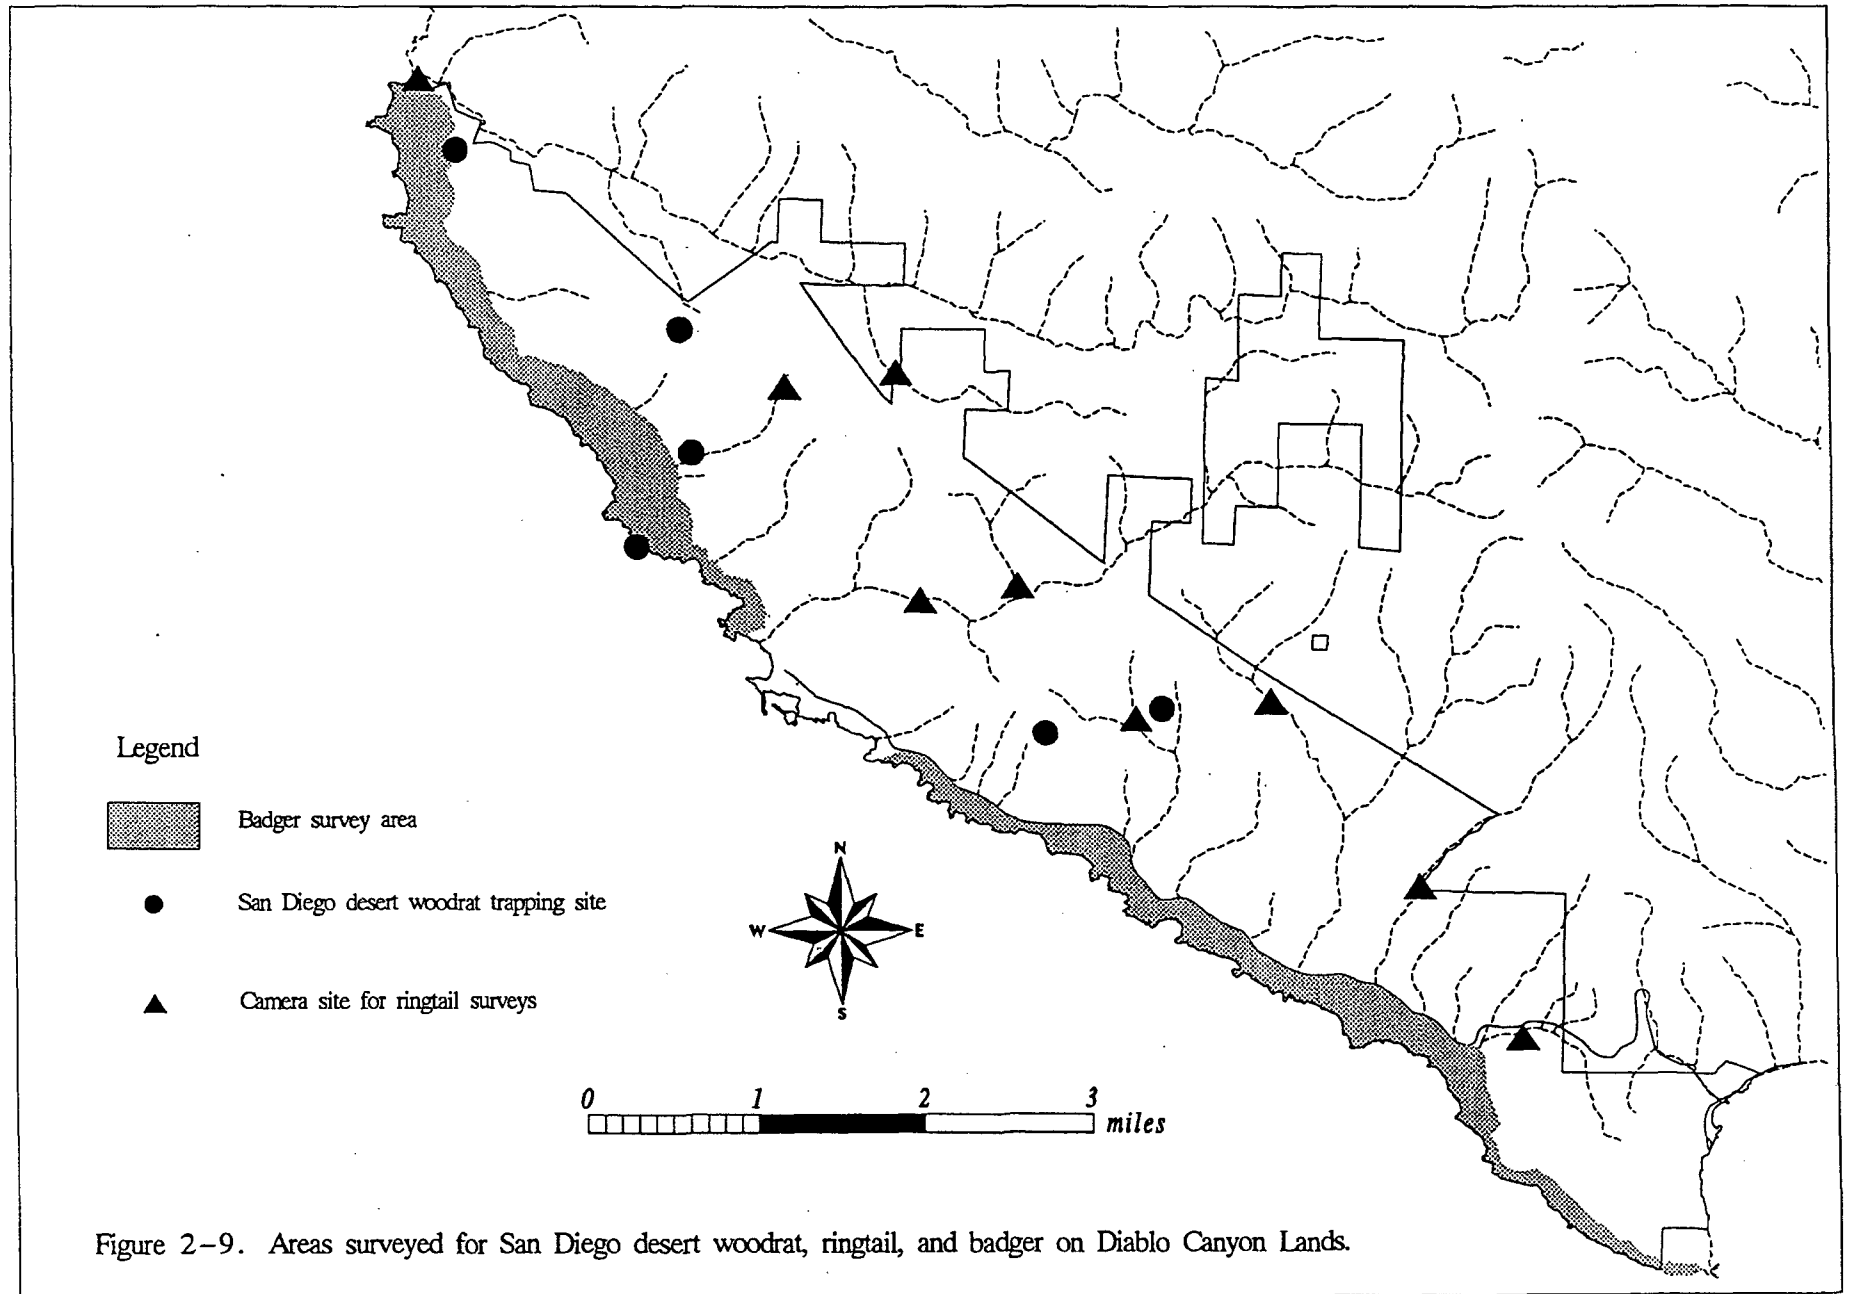 Legend
Badger survey area
San Diego desert woodrat trapping site
Camera site for ringtail surveys
N
W E
S
0 1 2 3
miles
Figure 2-9. Areas surveyed for San Diego desert woodrat, ringtail, and badger on Diablo Canyon Lands.